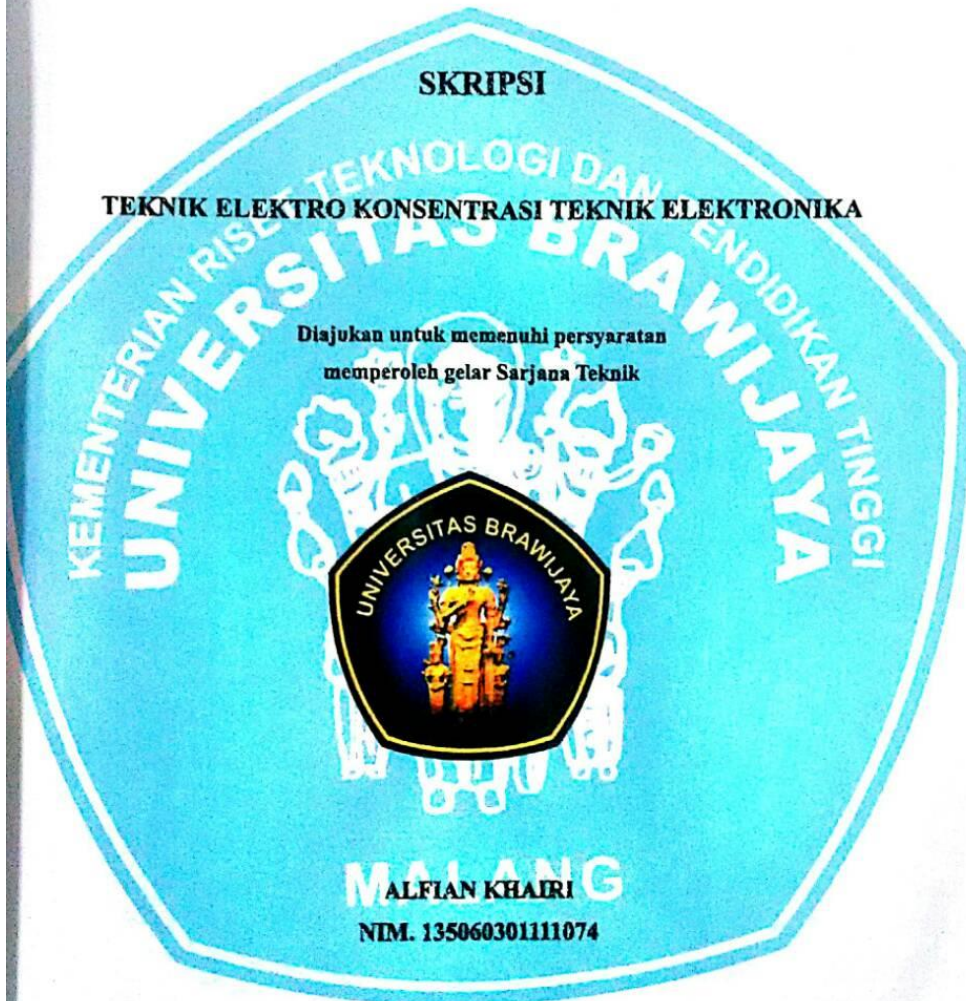 SKRIPSI
KEMENTERIAN RISET TEKNOLOGI DAN PENDIDIKAN TINGGI
TEKNIK ELEKTRO KONSENTRASI TEKNIK ELEKTRONIKA
UNIVERSITAS BRAWIJAYA
Diajukan untuk memenuhi persyaratan
memperoleh gelar Sarjana Teknik
UNIVERSITAS BRAWIJAYA
MALANG
ALFIAN KHAIRI
NIM. 135060301111074